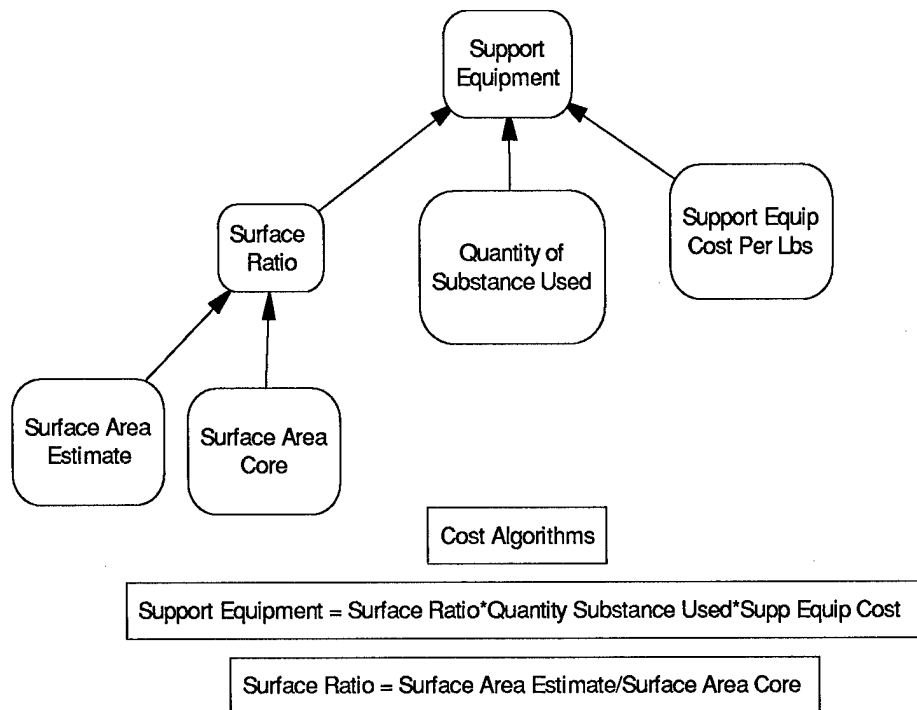 Support
Equipment
Surface
Ratio
Quantity of
Substance Used
Support Equip
Cost Per Lbs
Surface Area
Estimate
Surface Area
Core
Cost Algorithms
Support Equipment = Surface Ratio*Quantity Substance Used*Supp Equip Cost
Surface Ratio = Surface Area Estimate/Surface Area Core